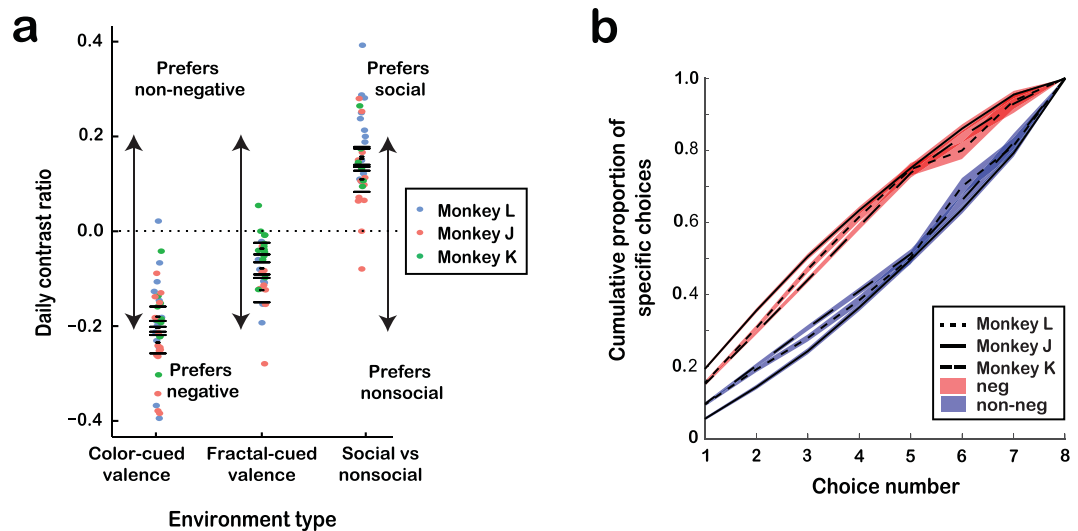 a
0.4
0.2
0.0
−0.2
−0.4
Daily contrast ratio
Prefers
non-negative
Prefers
social
Prefers
negative
Prefers
nonsocial
Monkey L
Monkey J
Monkey K
Color-cued
valence
Fractal-cued
valence
Social vs
nonsocial
Environment type
b
1.0
0.8
0.6
0.4
0.2
0
Cumulative proportion of
specific choices
Monkey L
Monkey J
Monkey K
neg
non-neg
1 2 3 4 5 6 7 8
Choice number